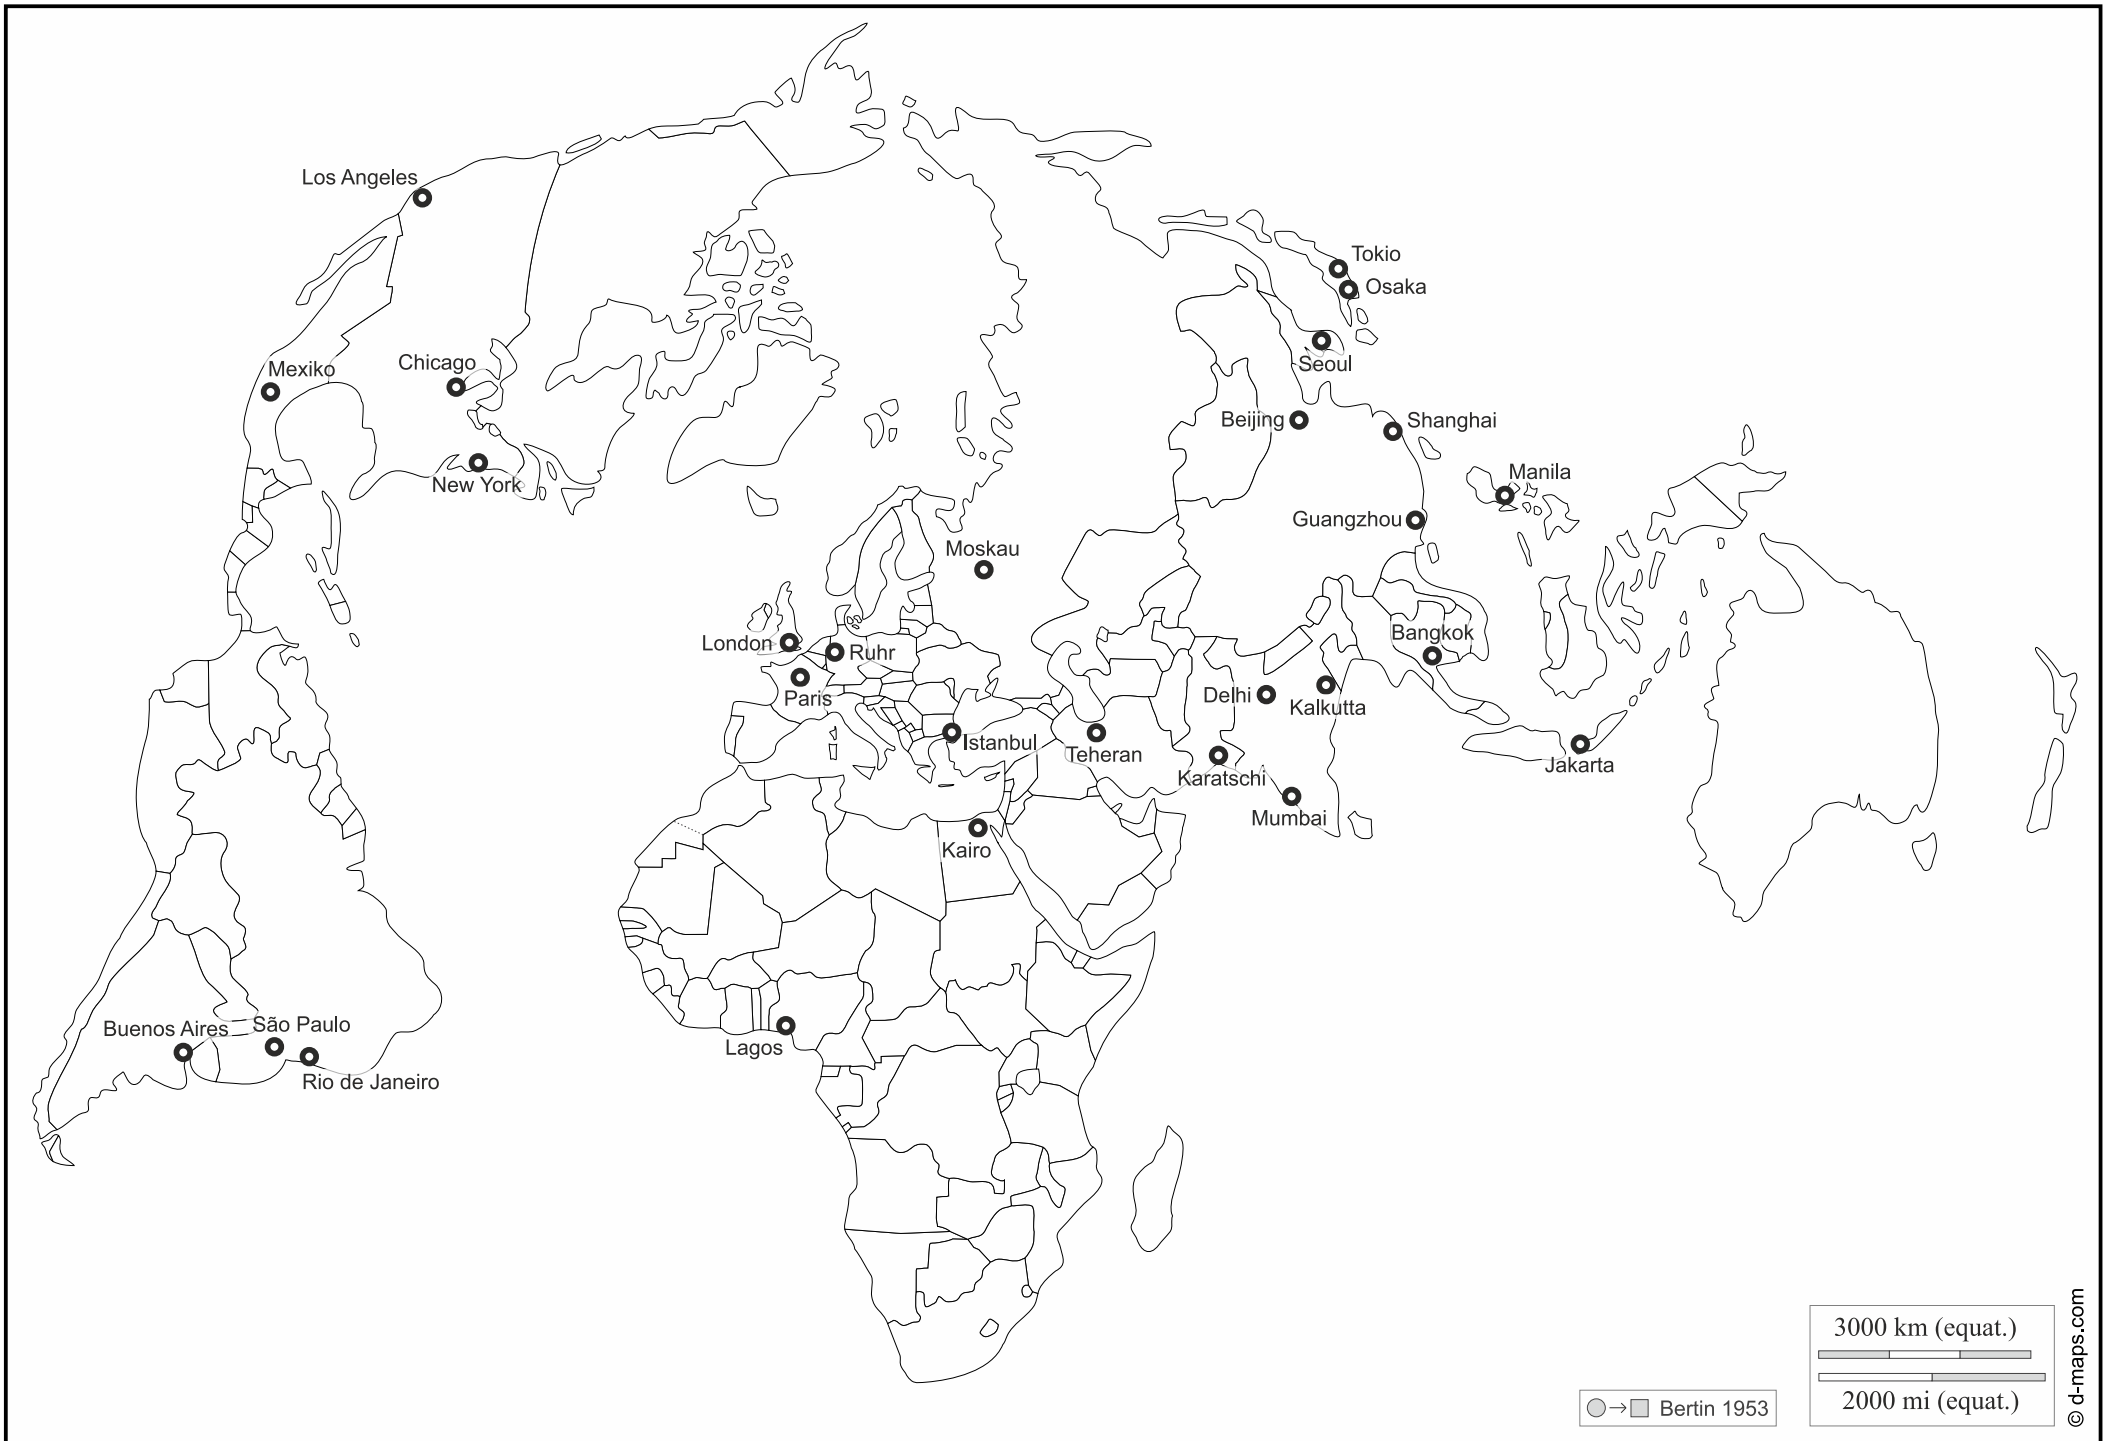 Los Angeles
Tokio
Osaka
Seoul
Mexiko
Chicago
Beijing
Shanghai
New York
Manila
Guangzhou
Moskau
London
Ruhr
Paris
Bangkok
Delhi
Kalkutta
Istanbul
Teheran
Karatschi
Jakarta
Mumbai
Kairo
Buenos Aires
São Paulo
Lagos
Rio de Janeiro
3000 km (equat.)
2000 mi (equat.)
Bertin 1953
© d-maps.com